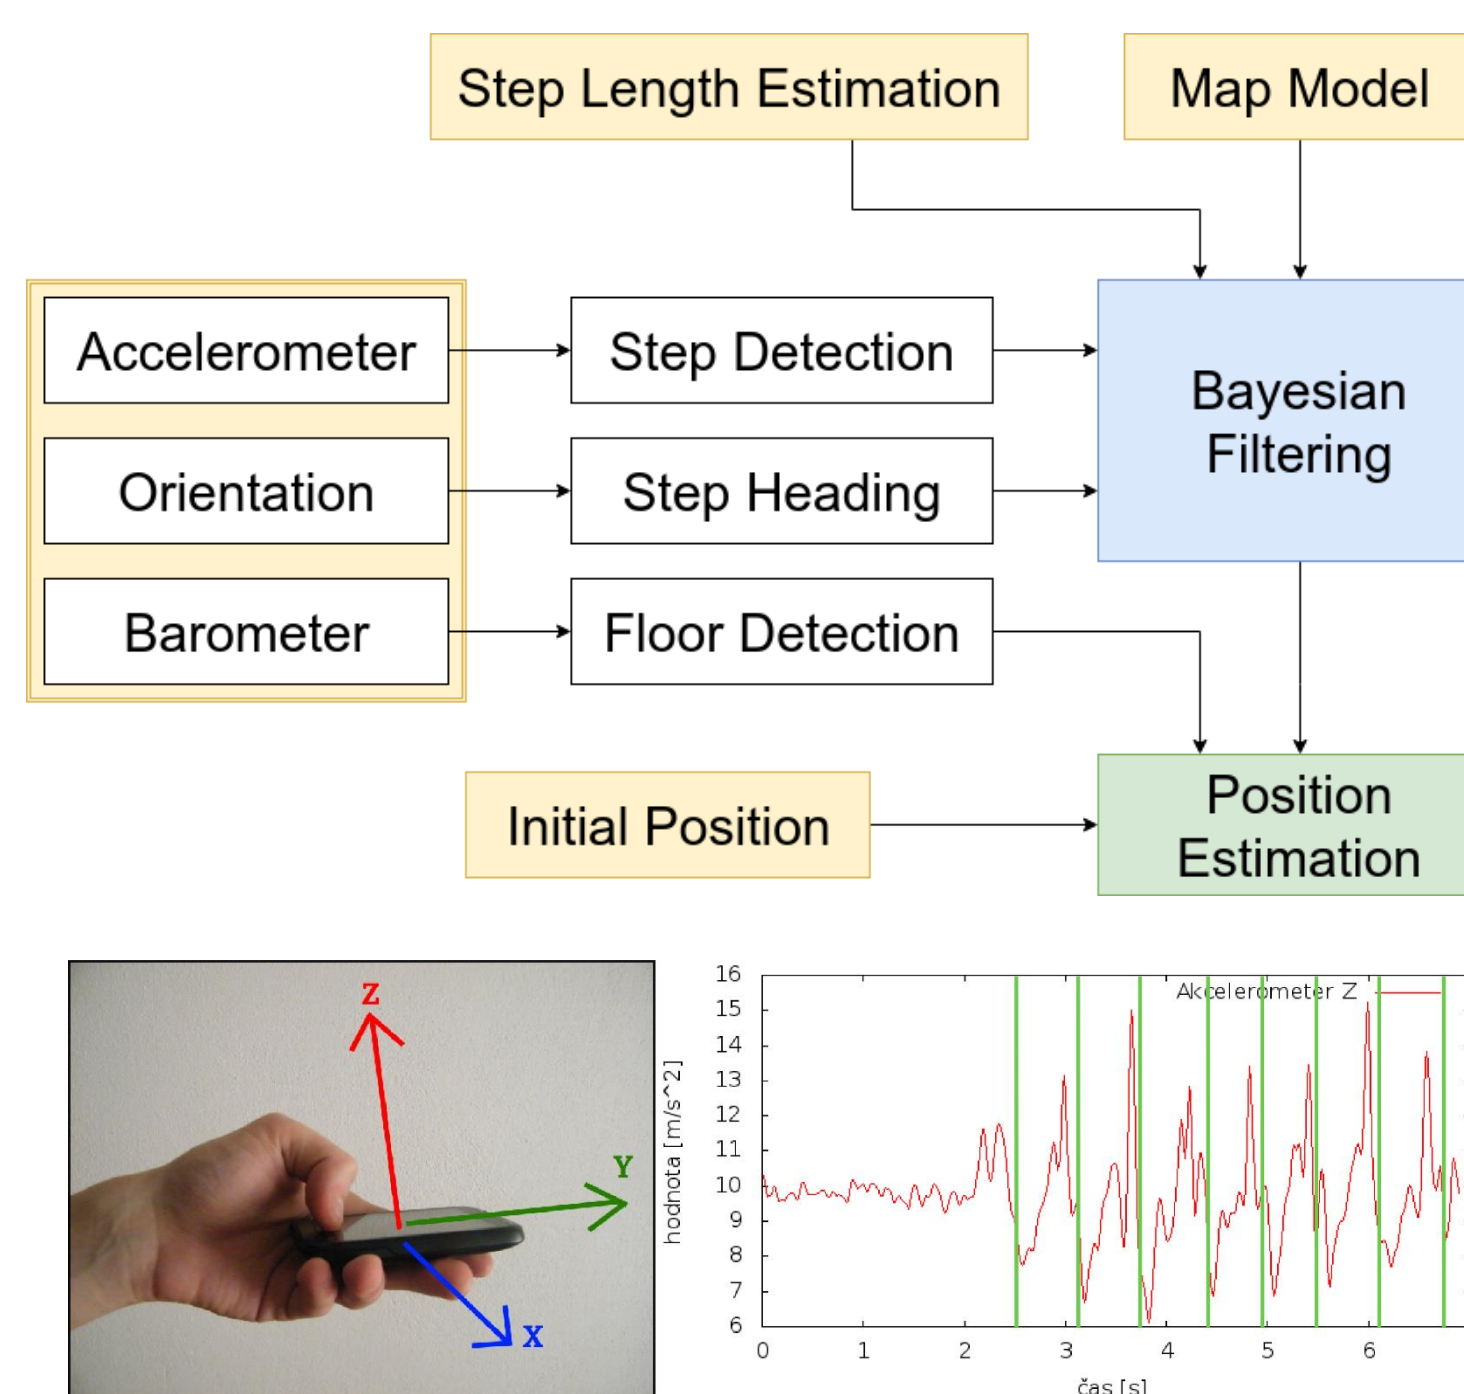 Step Length Estimation
Map Model
Accelerometer
Step Detection
Bayesian
Filtering
Orientation
Step Heading
Barometer
Floor Detection
Initial Position
Position
Estimation
Z
Y
X
16
15
14
13
12
11
10
9
8
7
6
hodnota [m/s^2]
Akcelerometer Z
0 1 2 3 4 5 6
čas [s]